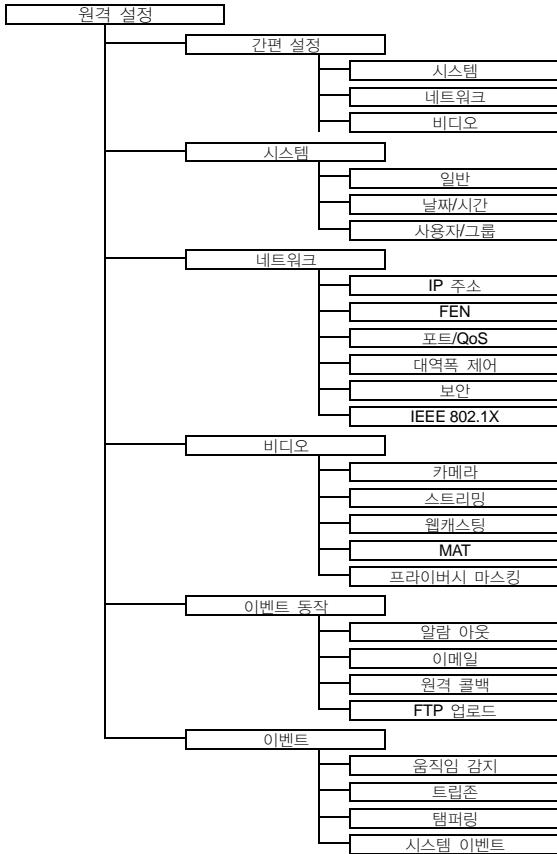 원격 설정
간편 설정
시스템
네트워크
비디오
시스템
일반
날짜/시간
사용자/그룹
네트워크
IP 주소
FEN
포트/QoS
대역폭 제어
보안
IEEE 802.1X
비디오
카메라
스트리밍
웹캐스팅
MAT
프라이버시 마스킹
이벤트 동작
알람 아웃
이메일
원격 콜백
FTP 업로드
이벤트
움직임 감지
트립존
탬퍼링
시스템 이벤트